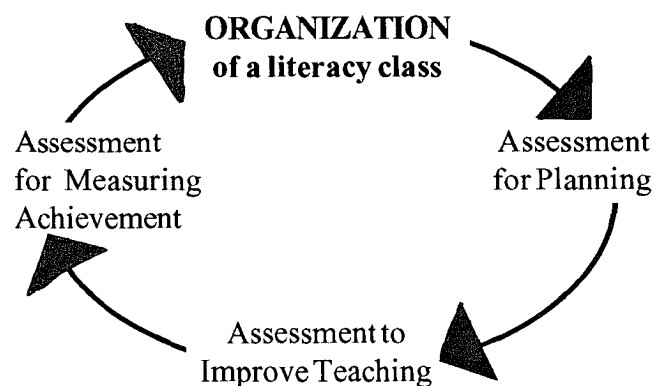 ORGANIZATION
of a literacy class
Assessment
for Planning
Assessment to
Improve Teaching
Assessment
for Measuring
Achievement